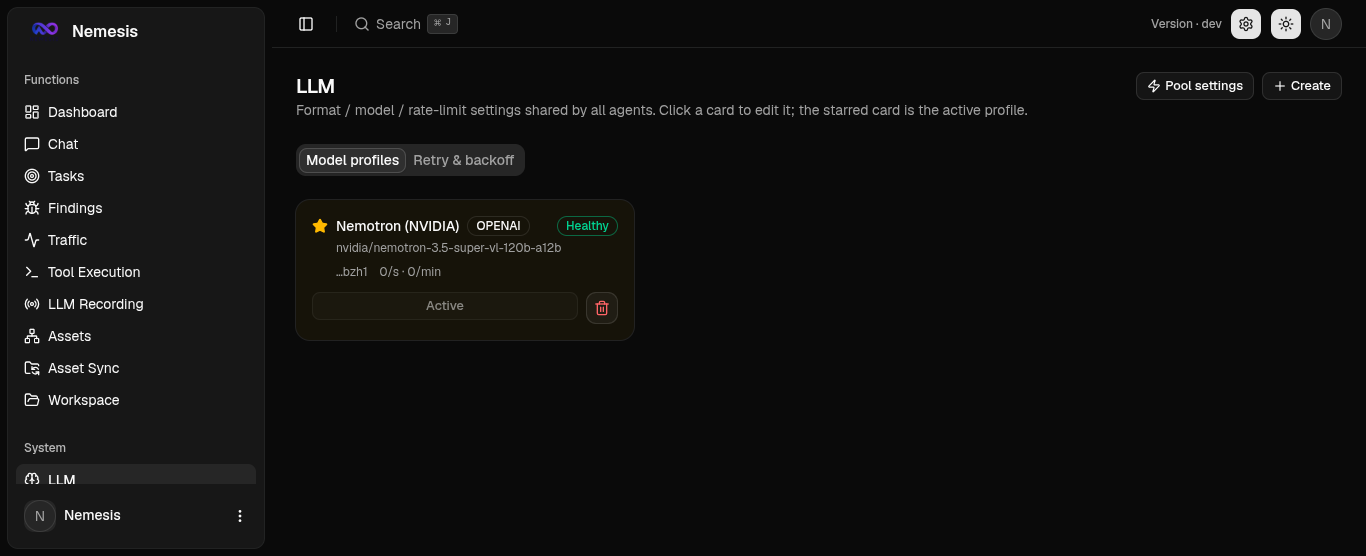 Nemesis
Search ⌘ J
Version · dev
N
Functions
Dashboard
Chat
Tasks
Findings
Traffic
Tool Execution
LLM Recording
Assets
Asset Sync
Workspace
System
LLM
N Nemesis
LLM
Format / model / rate-limit settings shared by all agents. Click a card to edit it; the starred card is the active profile.
Pool settings
Create
Model profiles Retry & backoff
Nemotron (NVIDIA) OPENAI Healthy
nvidia/nemotron-3.5-super-vl-120b-a12b
…bzh1 0/s · 0/min
Active